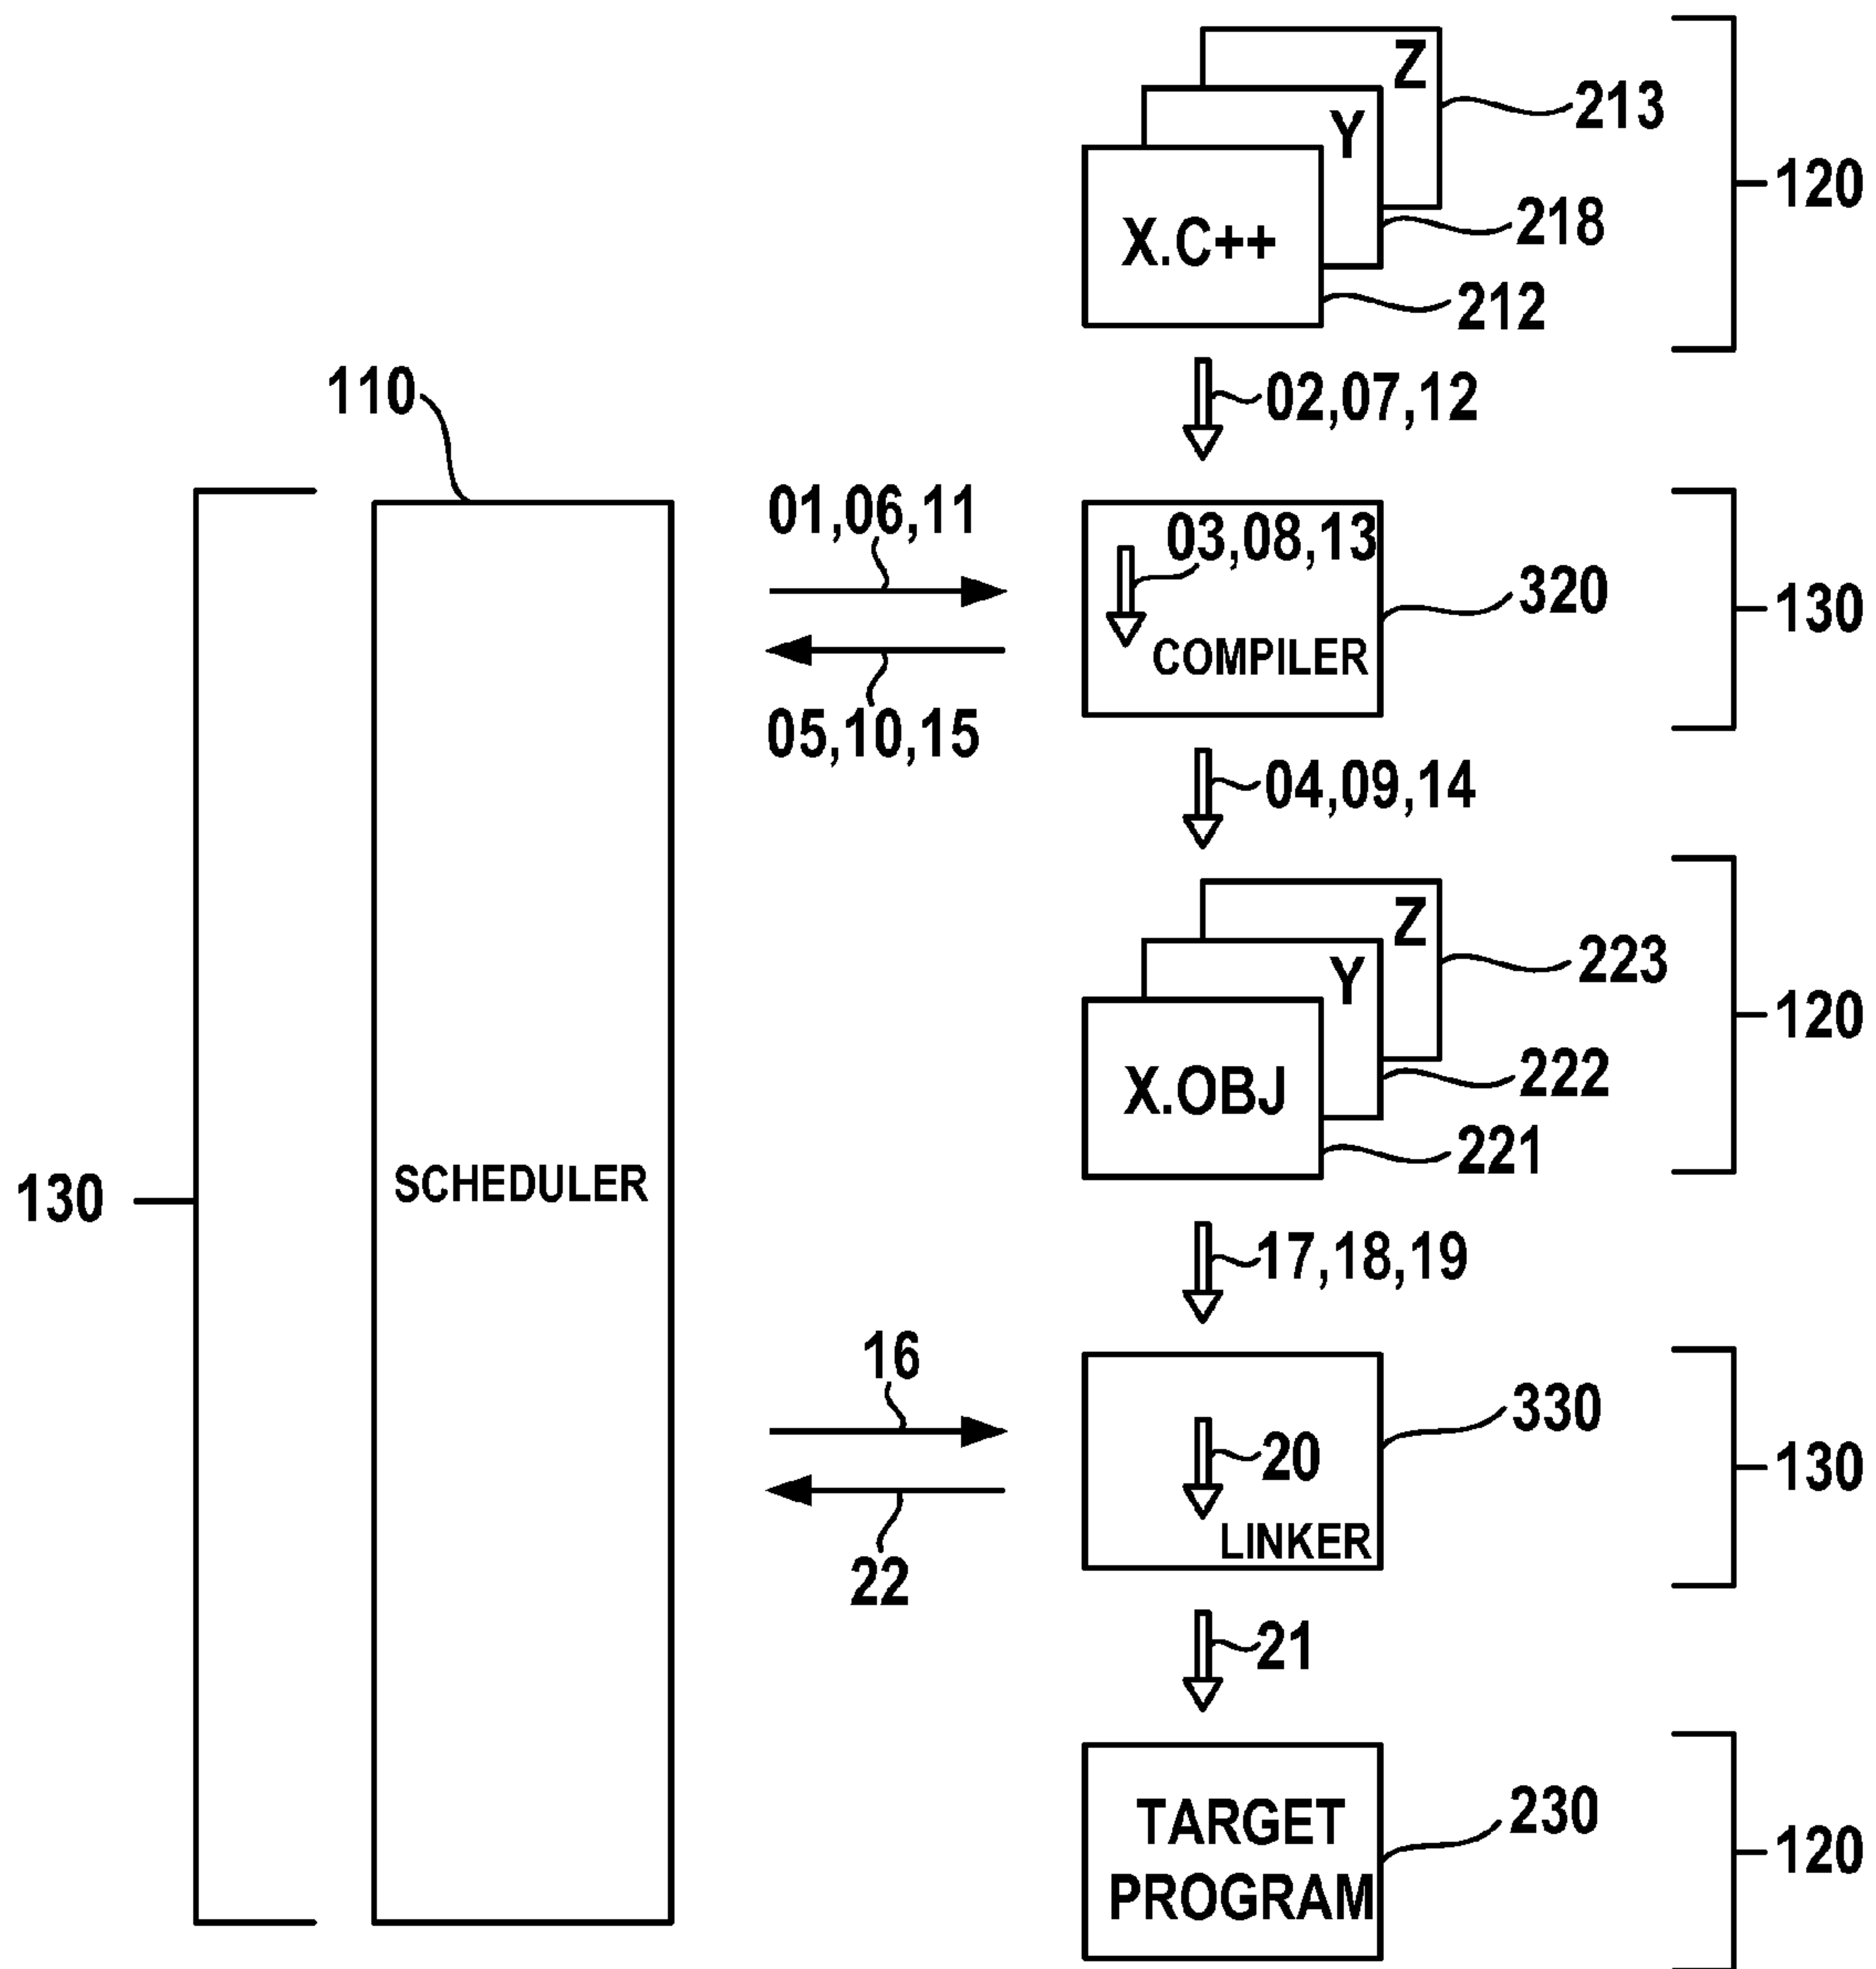 Z
213
Y
120
218
X.C++
212
02,07,12
110
01,06,11
03,08,13
320
130
COMPILER
05,10,15
04,09,14
Z
223
Y
120
222
X.OBJ
221
SCHEDULER
130
17,18,19
16
330
20
130
LINKER
22
21
TARGET
PROGRAM
230
120